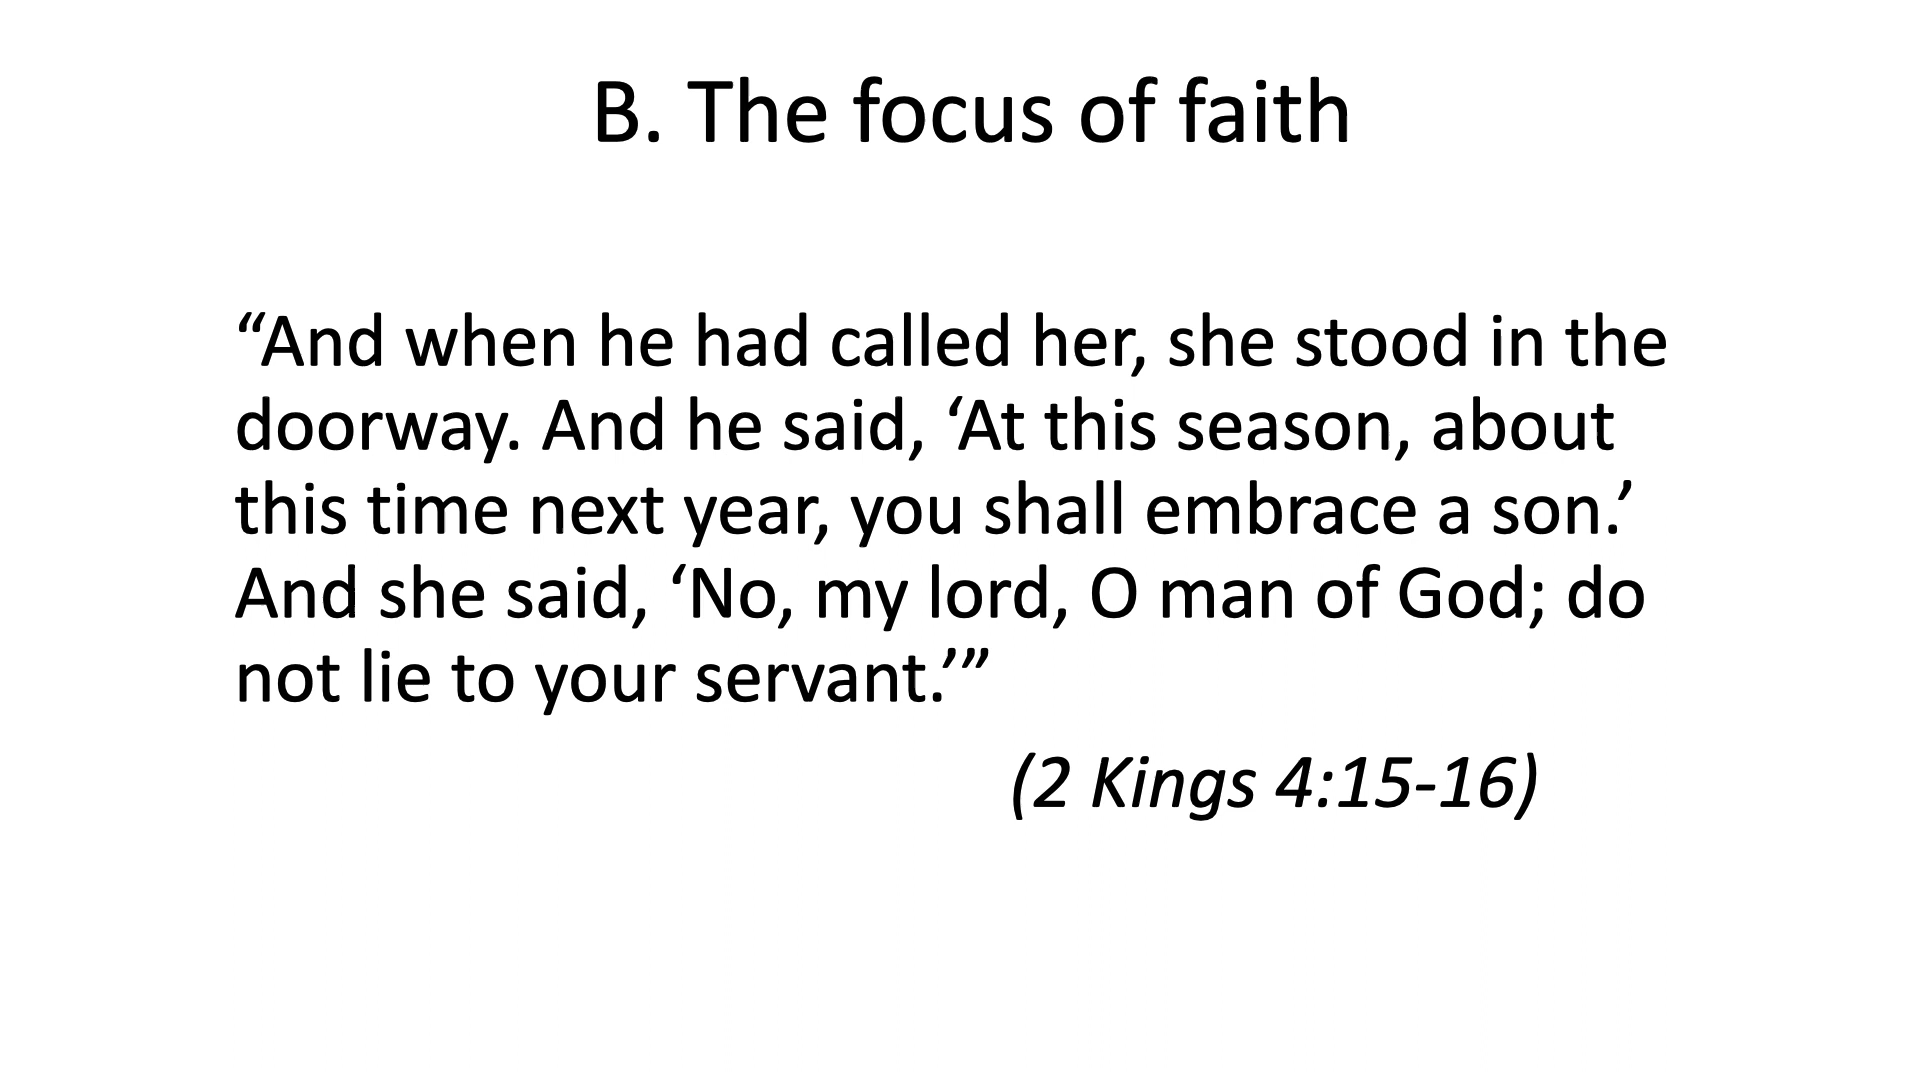 B. The focus of faith
“And when he had called her, she stood in the
doorway. And he said, ‘At this season, about
this time next year, you shall embrace a son.’
And she said, ‘No, my lord, O man of God; do
not lie to your servant.’”
(2 Kings 4:15-16)